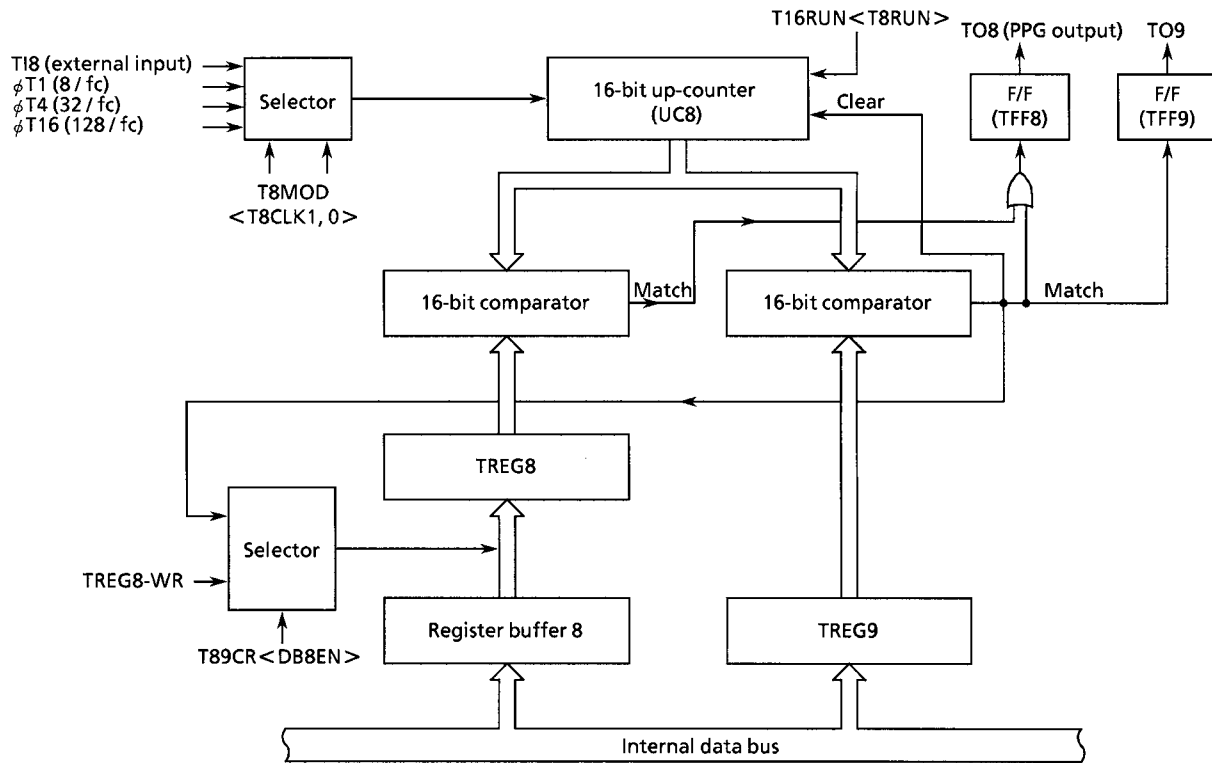 T16RUN<T8RUN>
TO8 (PPG output)
TO9
TI8 (external input)
φT1 (8 / fc)
φT4 (32 / fc)
φT16 (128 / fc)
Selector
16-bit up-counter
(UC8)
Clear
F/F
(TFF8)
F/F
(TFF9)
T8MOD
<T8CLK1, 0>
16-bit comparator
Match
16-bit comparator
Match
TREG8
Selector
TREG8-WR
T89CR<DB8EN>
Register buffer 8
TREG9
Internal data bus